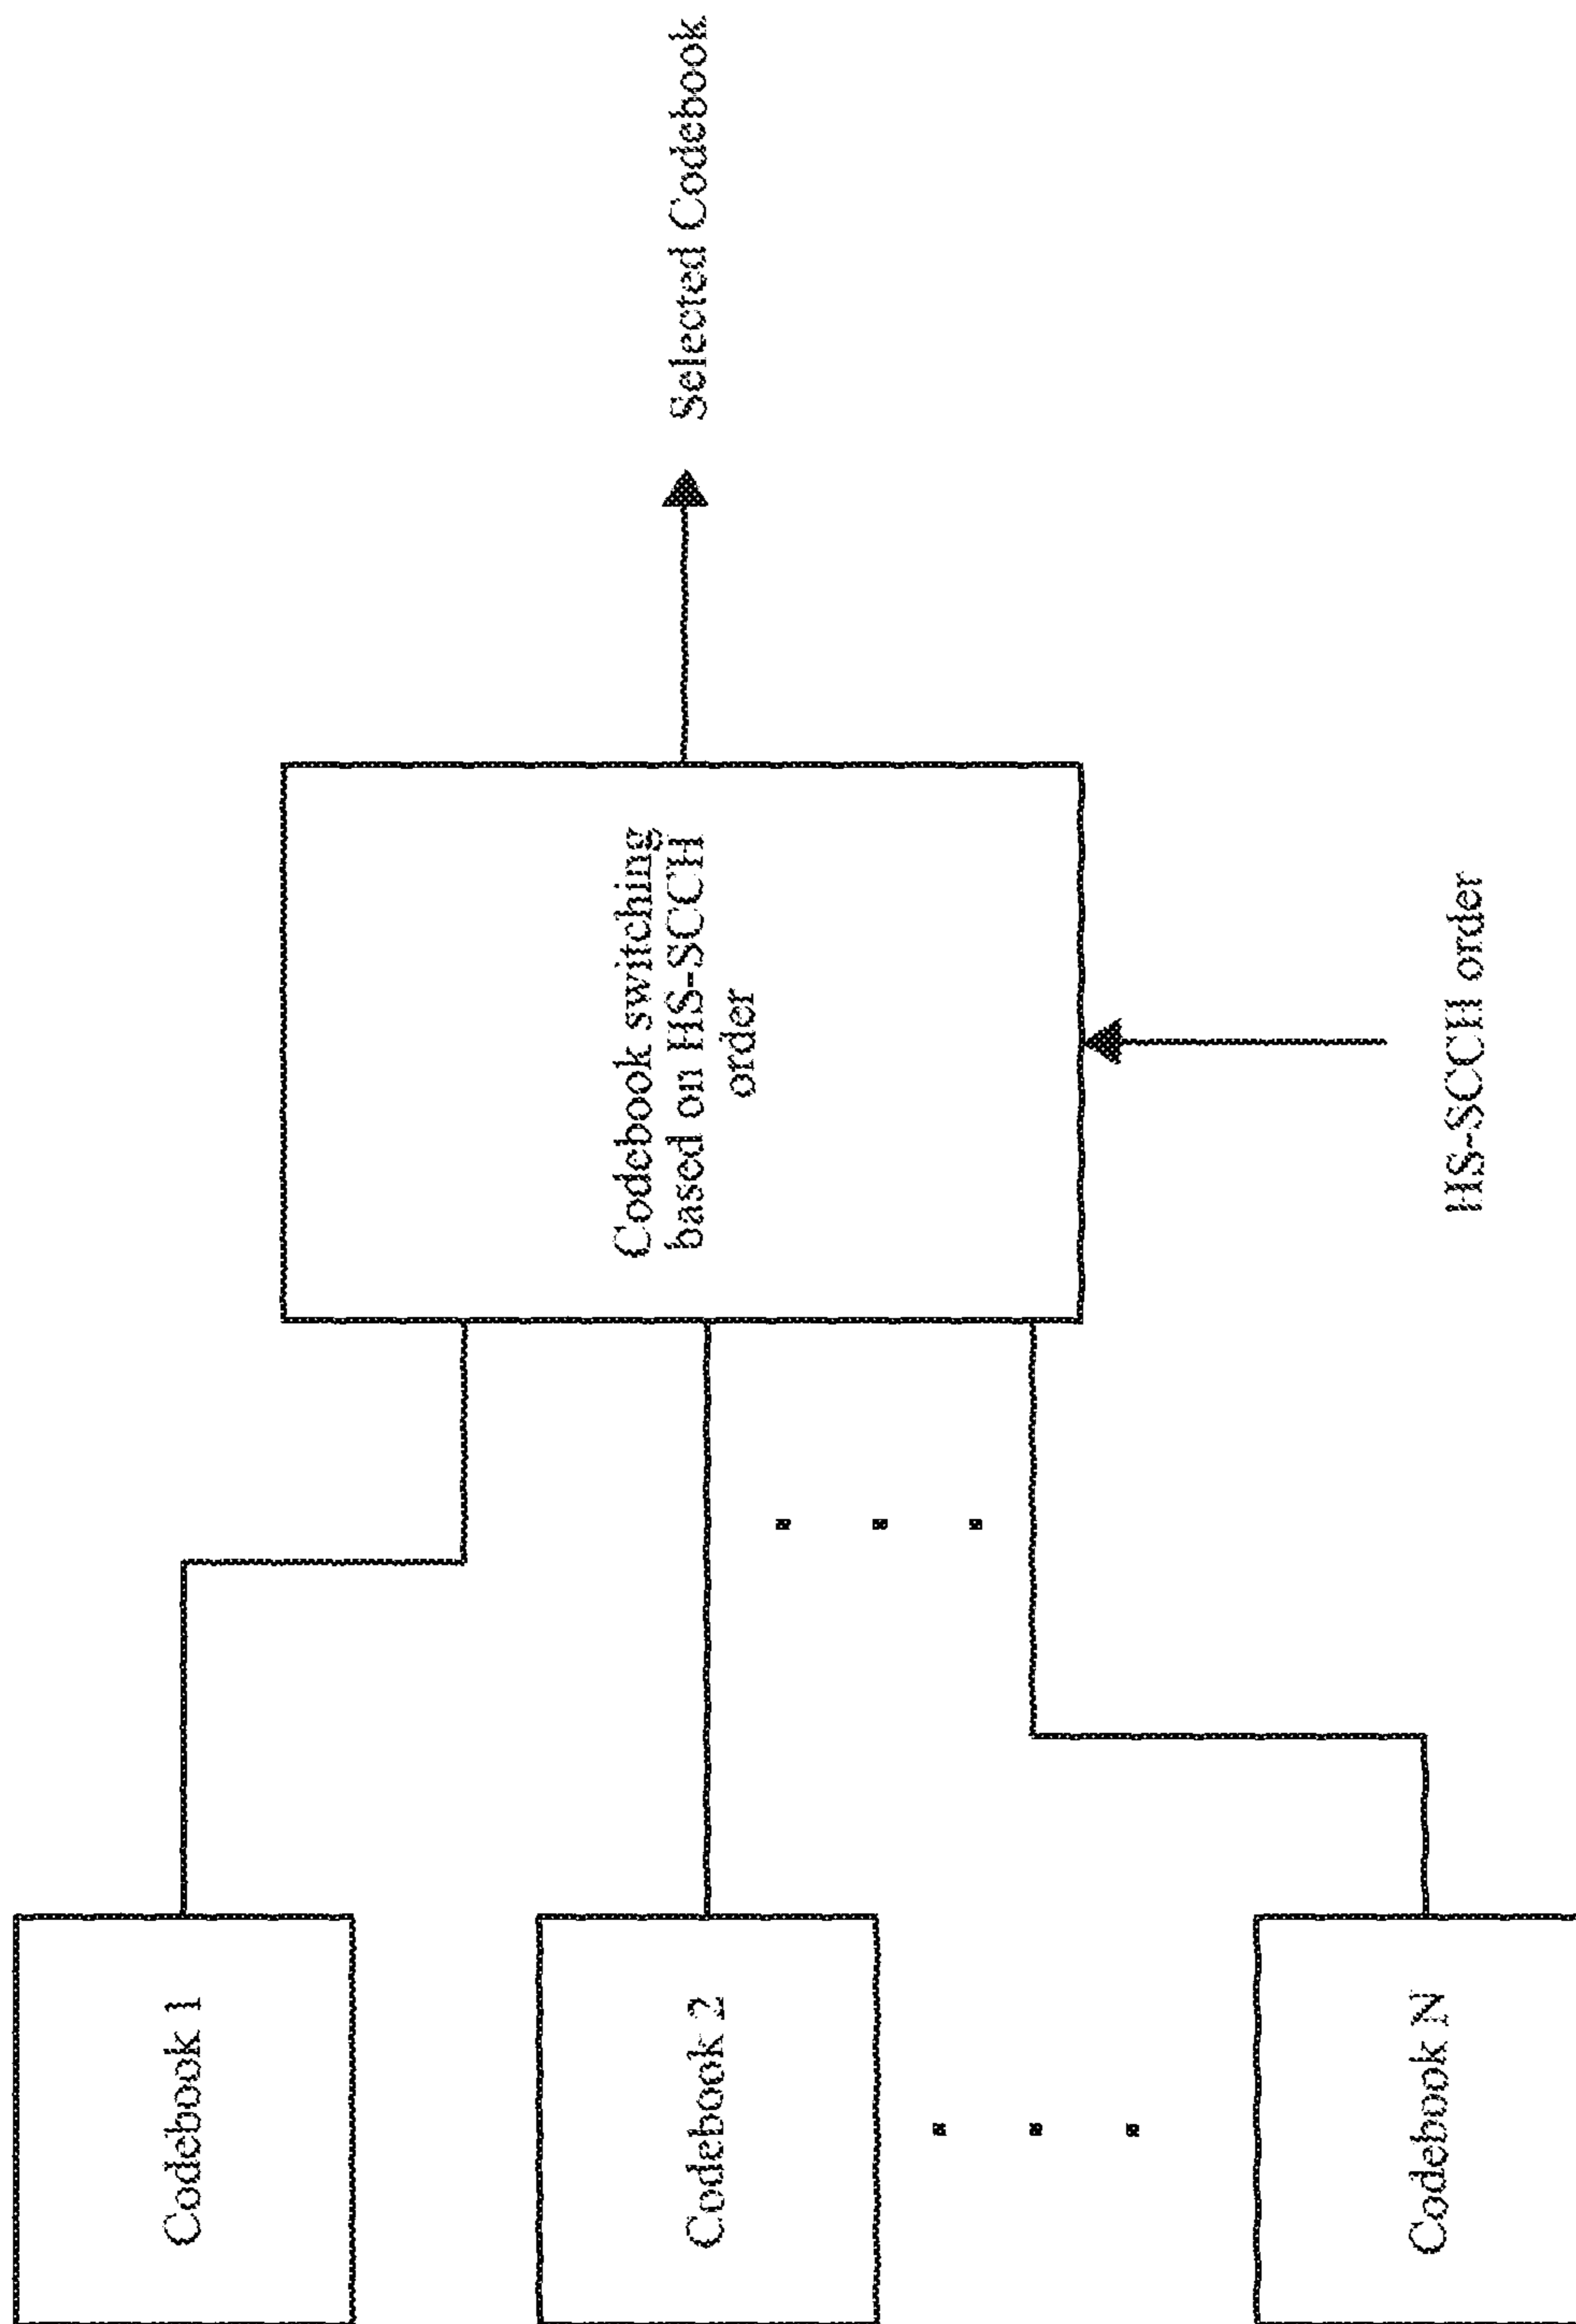 Codebook 1
Codebook 2
Codebook N
Codebook switching
based on HS-SCCH
order
HS-SCCH order
Selected Codebook